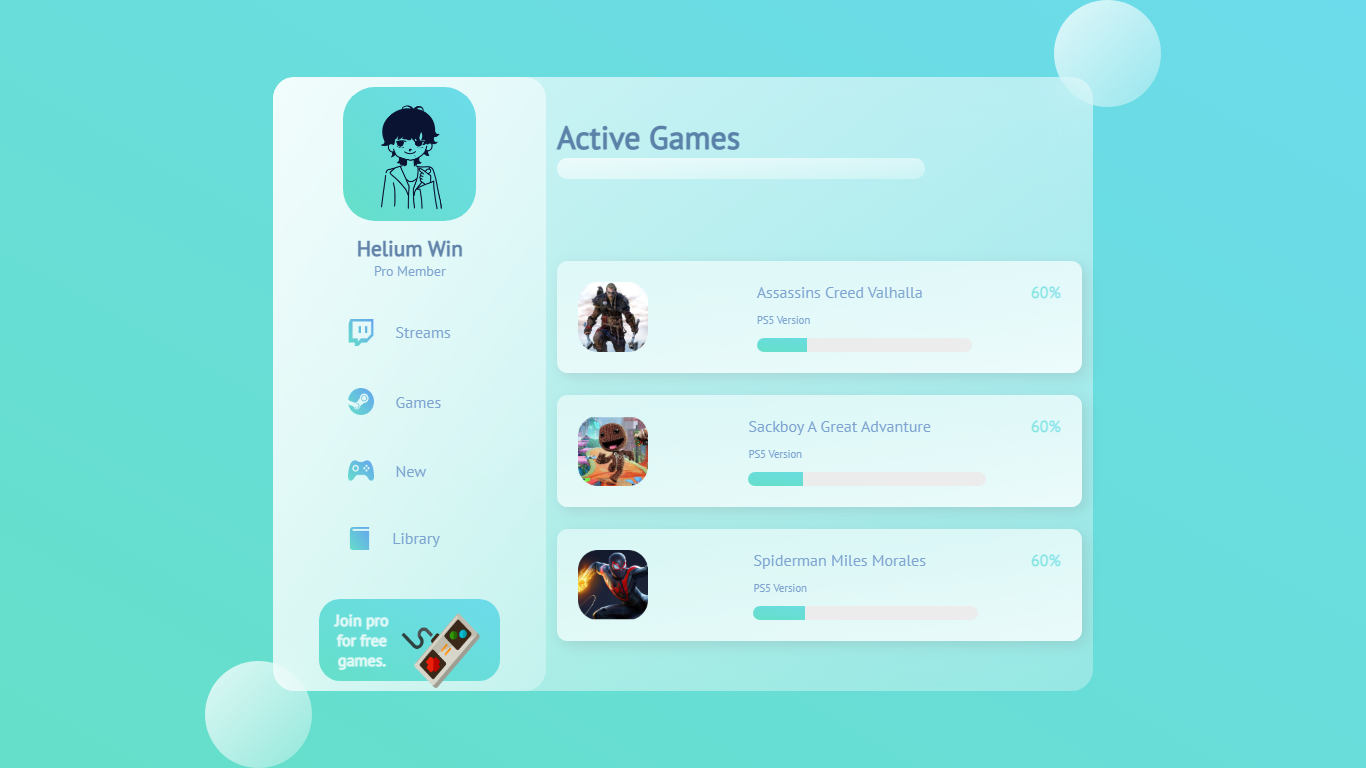 Helium Win
Pro Member
Streams
Games
New
Library
Join pro
for free
games.
Active Games
Assassins Creed Valhalla
60%
PS5 Version
Sackboy A Great Advanture
60%
PS5 Version
Spiderman Miles Morales
60%
PS5 Version